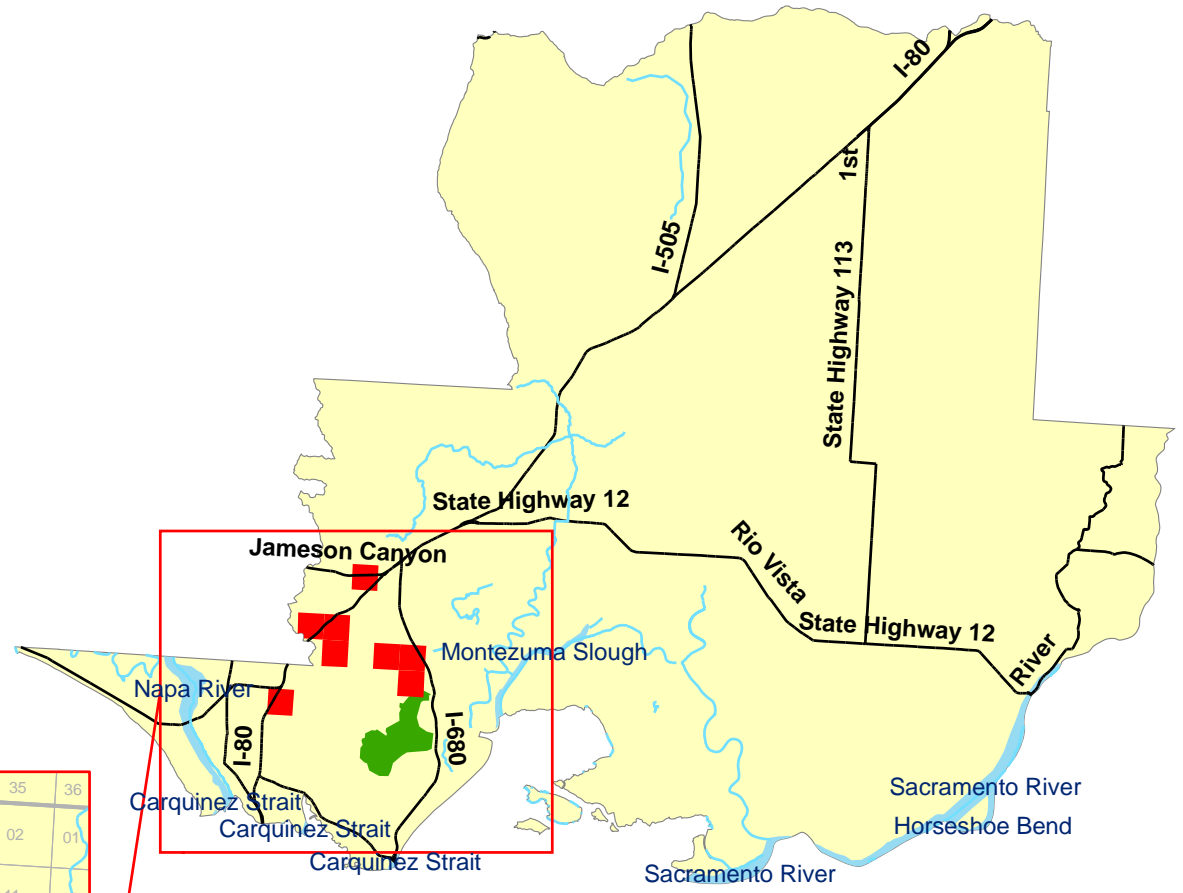 I-80
1st
I-505
State Highway 113
State Highway 12
Jameson Canyon
Rio Vista
State Highway 12
Montezuma Slough
River
Napa River
I-80
I-680
35
36
Carquinez Strait
Sacramento River
02
01
Carquinez Strait
Horseshoe Bend
Carquinez Strait
Sacramento River